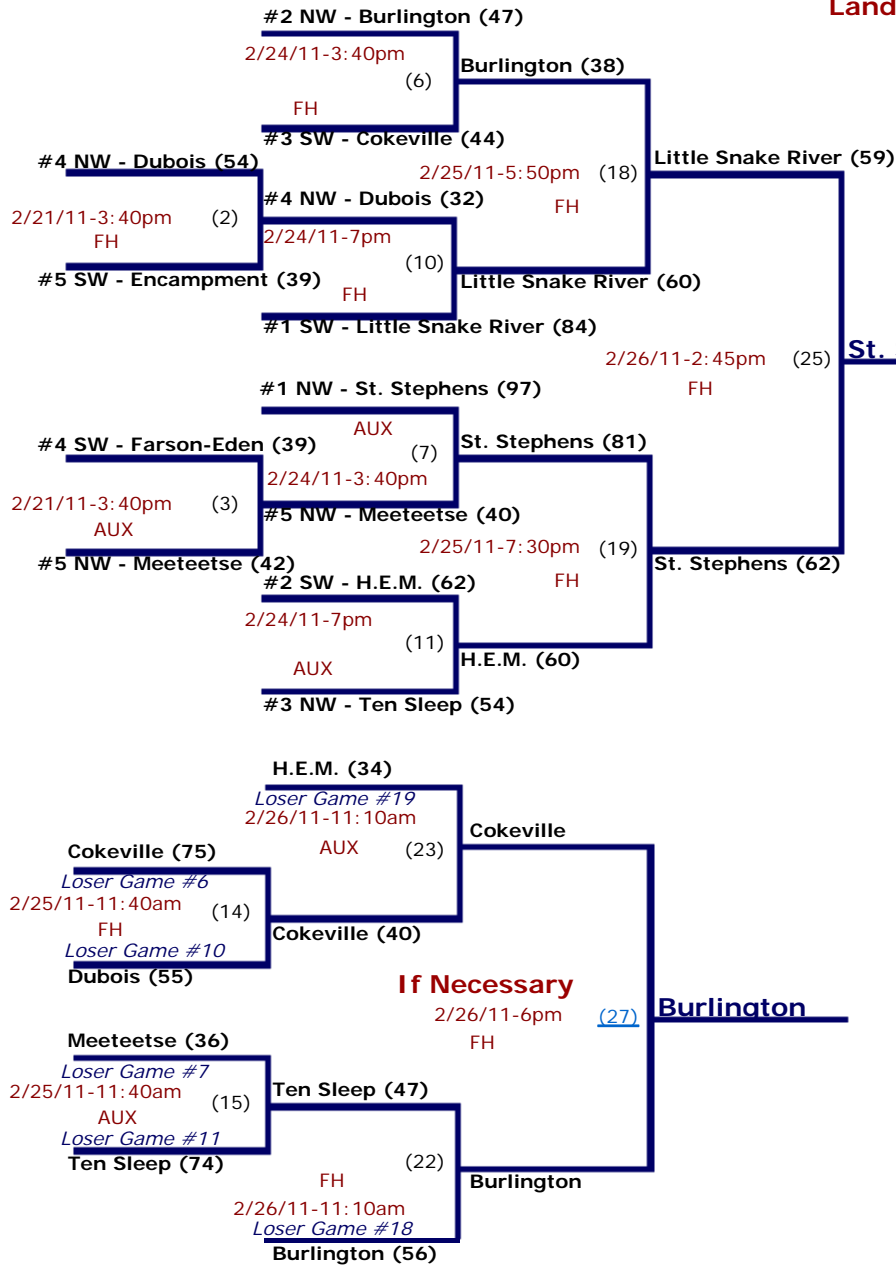 Land
#2 NW - Burlington (47)
2/24/11-3:40pm
(6)
FH
#3 SW - Cokeville (44)
Burlington (38)
#4 NW - Dubois (54)
2/21/11-3:40pm
(2)
FH
#5 SW - Encampment (39)
#4 NW - Dubois (32)
2/24/11-7pm
(10)
FH
#1 SW - Little Snake River (84)
Little Snake River (60)
2/25/11-5:50pm
(18)
FH
Little Snake River (59)
2/26/11-2:45pm
(25)
FH
St.
#1 NW - St. Stephens (97)
AUX
(7)
2/24/11-3:40pm
#5 NW - Meeteetse (40)
St. Stephens (81)
#4 SW - Farson-Eden (39)
2/21/11-3:40pm
(3)
AUX
#5 NW - Meeteetse (42)
2/25/11-7:30pm
(19)
FH
St. Stephens (62)
#2 SW - H.E.M. (62)
2/24/11-7pm
(11)
AUX
#3 NW - Ten Sleep (54)
H.E.M. (60)
H.E.M. (34)
Loser Game #19
2/26/11-11:10am
AUX
(23)
Cokeville
Cokeville (75)
Loser Game #6
2/25/11-11:40am
(14)
FH
Loser Game #10
Dubois (55)
Cokeville (40)
If Necessary
2/26/11-6pm
(27)
FH
Burlington
Meeteetse (36)
Loser Game #7
2/25/11-11:40am
(15)
AUX
Loser Game #11
Ten Sleep (74)
Ten Sleep (47)
(22)
FH
2/26/11-11:10am
Loser Game #18
Burlington (56)
Burlington